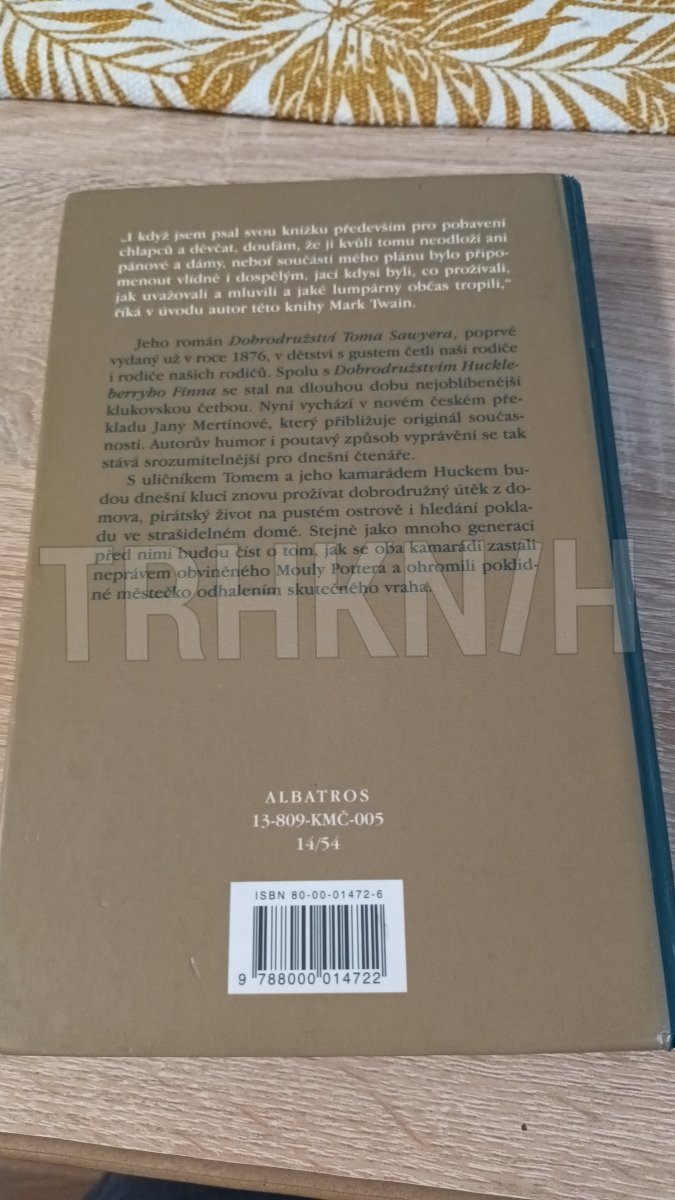 „I když jsem psal svou knížku především pro pobavení
chlapců a děvčat, doufám, že ji kvůli tomu neodloží ani
pánové a dámy, neboť součástí mého plánu bylo připo-
menout vlídně i dospělým, jací kdysi byli, co prožívali,
jak uvažovali a mluvili a jaké lumpárny občas tropili,“
říká v úvodu autor této knihy Mark Twain.
Jeho román Dobrodružství Toma Sawyera, poprvé
vydaný už v roce 1876, v dětství s gustem četli naši rodiče
i rodiče našich rodičů. Spolu s Dobrodružstvím Huckle-
berryho Finna se stal na dlouhou dobu nejoblíbenější
klukovskou četbou. Nyní vychází v novém českém pře-
kladu Jany Mertinové, který přibližuje originál součas-
nosti. Autorův humor i poutavý způsob vyprávění se tak
stává srozumitelnější pro dnešní čtenáře.
S uličníkem Tomem a jeho kamarádem Huckem bu-
dou dnešní kluci znovu prožívat dobrodružný útěk z do-
mova, pirátský život na pustém ostrově i hledání pokla-
du ve strašidelném domě. Stejně jako mnoho generací
před nimi budou číst o tom, jak se oba kamarádi zastali
neprávem obviněného Mouly Pottera a ohromili poklid-
né městečko odhalením skutečného vraha.
TRHKNIH
ALBATROS
13-809-KMČ-005
14/54
ISBN 80-00-01472-6
9 788000 014722